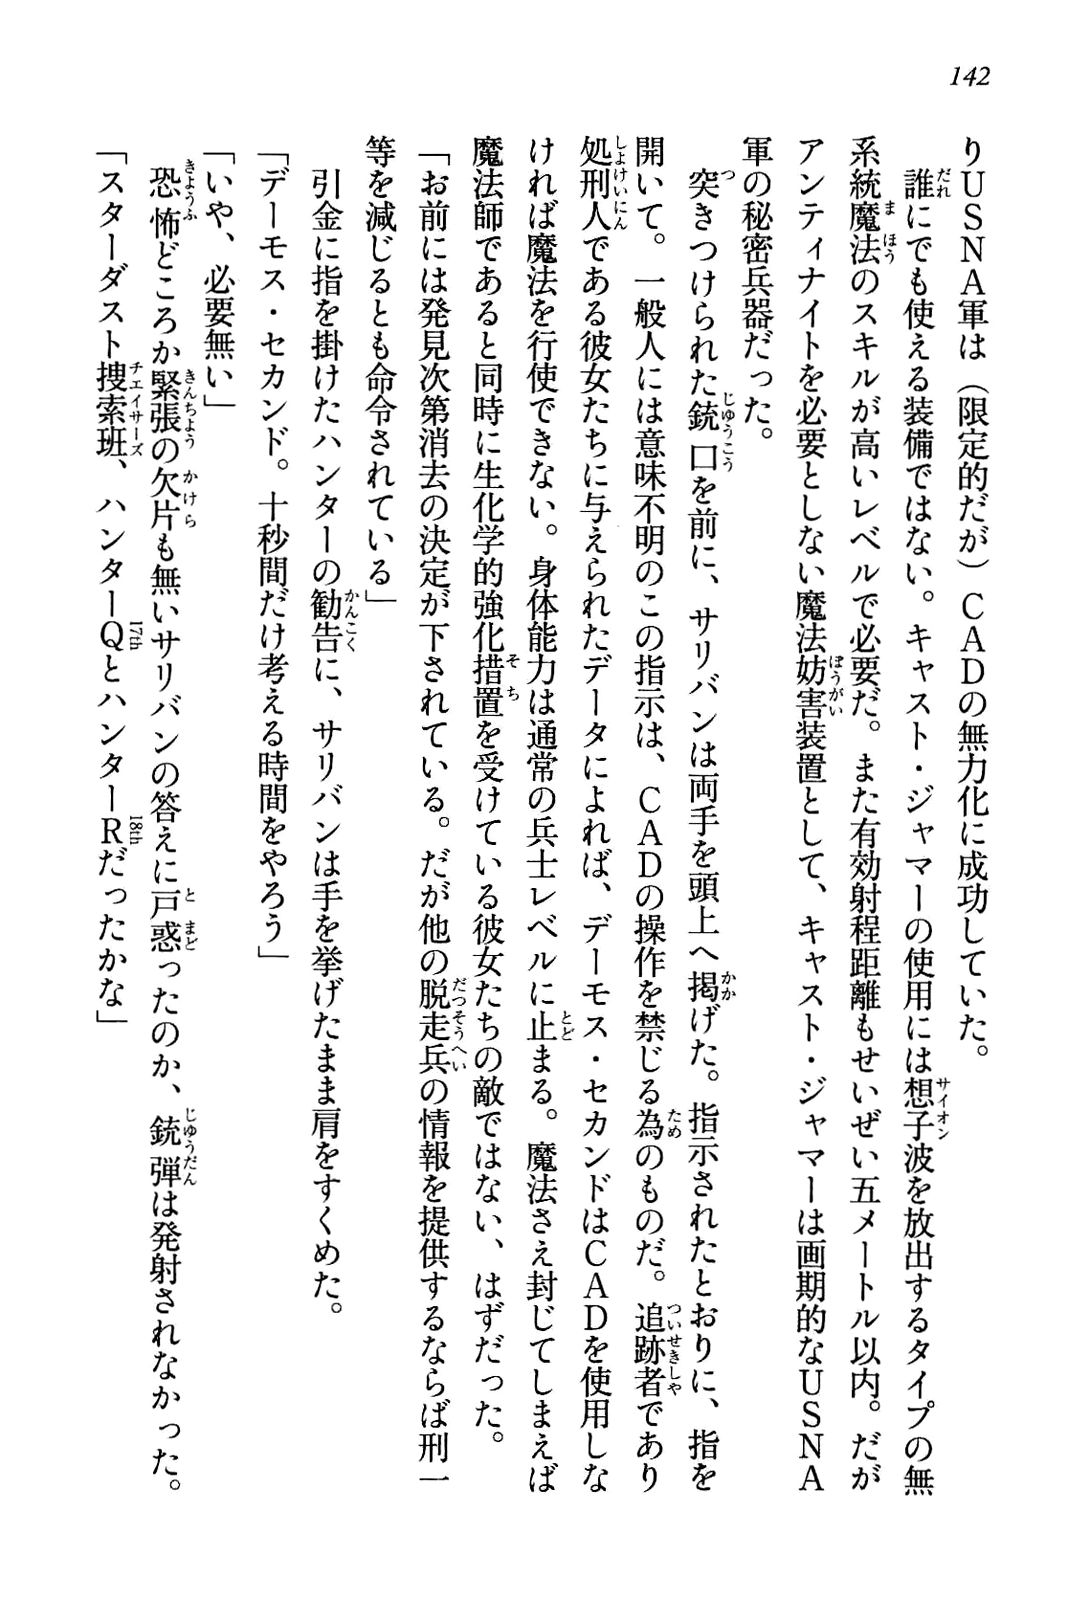 142
りUSNA軍は（限定的だが）CADの無力化に成功していた。
　誰にでも使える装備ではない。キャスト・ジャマーの使用には想子波を放出するタイプの無
系統魔法のスキルが高いレベルで必要だ。また有効射程距離もせいぜい五メートル以内。だが
アンティナイトを必要としない魔法妨害装置として、キャスト・ジャマーは画期的なUSNA
軍の秘密兵器だった。
　突きつけられた銃口を前に、サリバンは両手を頭上へ掲げた。指示されたとおりに、指を
開いて。一般人には意味不明のこの指示は、CADの操作を禁じる為のものだ。追跡者であり
処刑人である彼女たちに与えられたデータによれば、デーモス・セカンドはCADを使用しな
ければ魔法を行使できない。身体能力は通常の兵士レベルに止まる。魔法さえ封じてしまえば
魔法師であると同時に生化学的強化措置を受けている彼女たちの敵ではない、はずだった。
「お前には発見次第消去の決定が下されている。だが他の脱走兵の情報を提供するならば刑一
等を減じるとも命令されている」
　引金に指を掛けたハンターの勧告に、サリバンは手を挙げたまま肩をすくめた。
「デーモス・セカンド。十秒間だけ考える時間をやろう」
「いや、必要無い」
　恐怖どころか緊張の欠片も無いサリバンの答えに戸惑ったのか、銃弾は発射されなかった。
「スターダスト捜索班、ハンターQとハンターRだったかな」